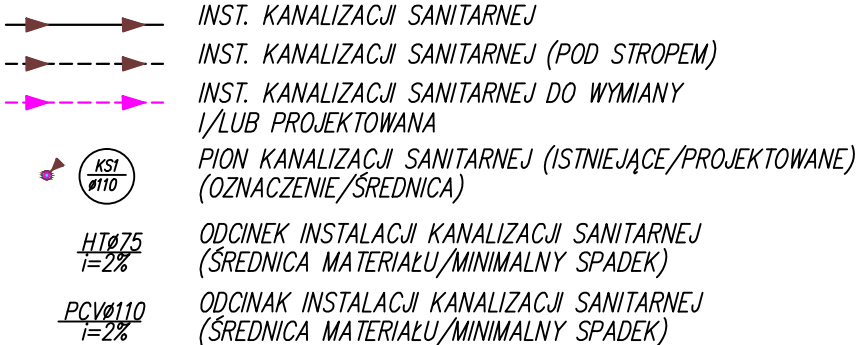 INST. KANALIZACJI SANITARNEJ
INST. KANALIZACJI SANITARNEJ (POD STROPEM)
INST. KANALIZACJI SANITARNEJ DO WYMIANY
I/LUB PROJEKTOWANA
KS1
ø110
PION KANALIZACJI SANITARNEJ (ISTNIEJĄCE/PROJEKTOWANE)
(OZNACZENIE/ŚREDNICA)
HTø75
i=2%
ODCINEK INSTALACJI KANALIZACJI SANITARNEJ
(ŚREDNICA MATERIAŁU/MINIMALNY SPADEK)
PCVø110
i=2%
ODCINAK INSTALACJI KANALIZACJI SANITARNEJ
(ŚREDNICA MATERIAŁU/MINIMALNY SPADEK)